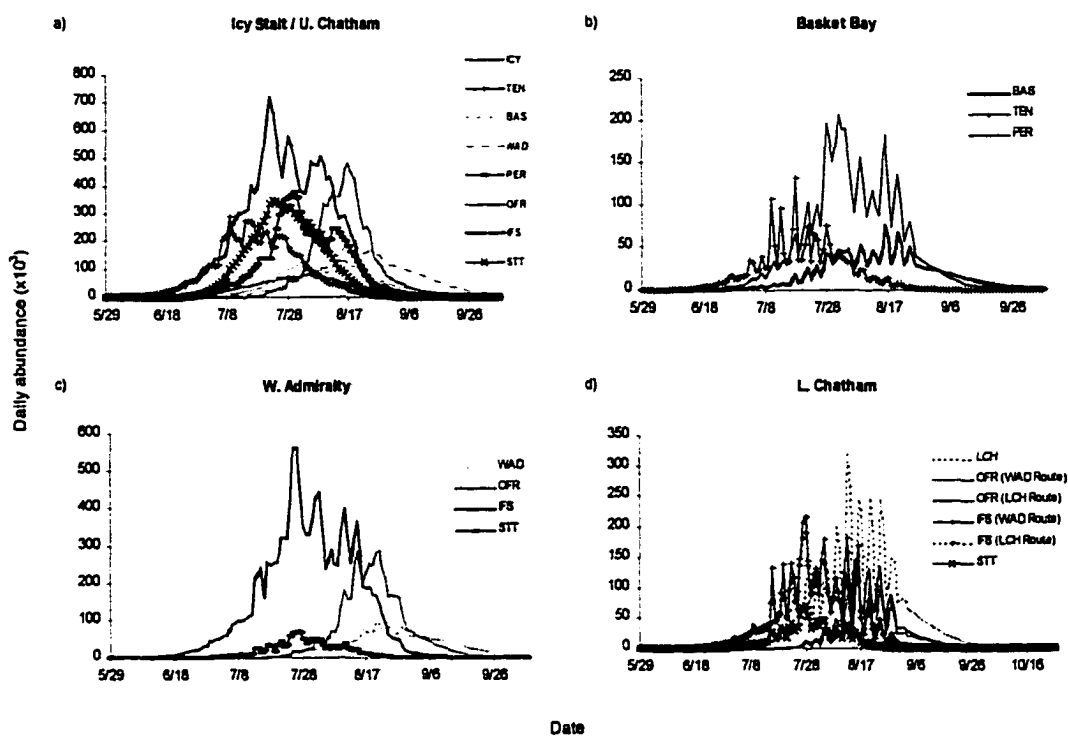 a) Icy Stait / U. Chatham
800
700
600
500
400
300
200
100
0
5/29 6/18 7/8 7/28 8/17 9/6 9/26
ICY
TEN
BAS
WAD
PER
OFR
IFS
STT
b) Basket Bay
250
200
150
100
50
0
5/29 6/18 7/8 7/28 8/17 9/6 9/26
BAS
TEN
PER
Daily abundance (x10³)
c) W. Admiralty
600
500
400
300
200
100
0
5/29 6/18 7/8 7/28 8/17 9/6 9/26
WAD
OFR
IFS
STT
d) L. Chatham
350
300
250
200
150
100
50
0
5/29 6/18 7/8 7/28 8/17 9/6 9/26 10/16
LCH
OFR (WAD Route)
OFR (LCH Route)
IFS (WAD Route)
IFS (LCH Route)
STT
Date